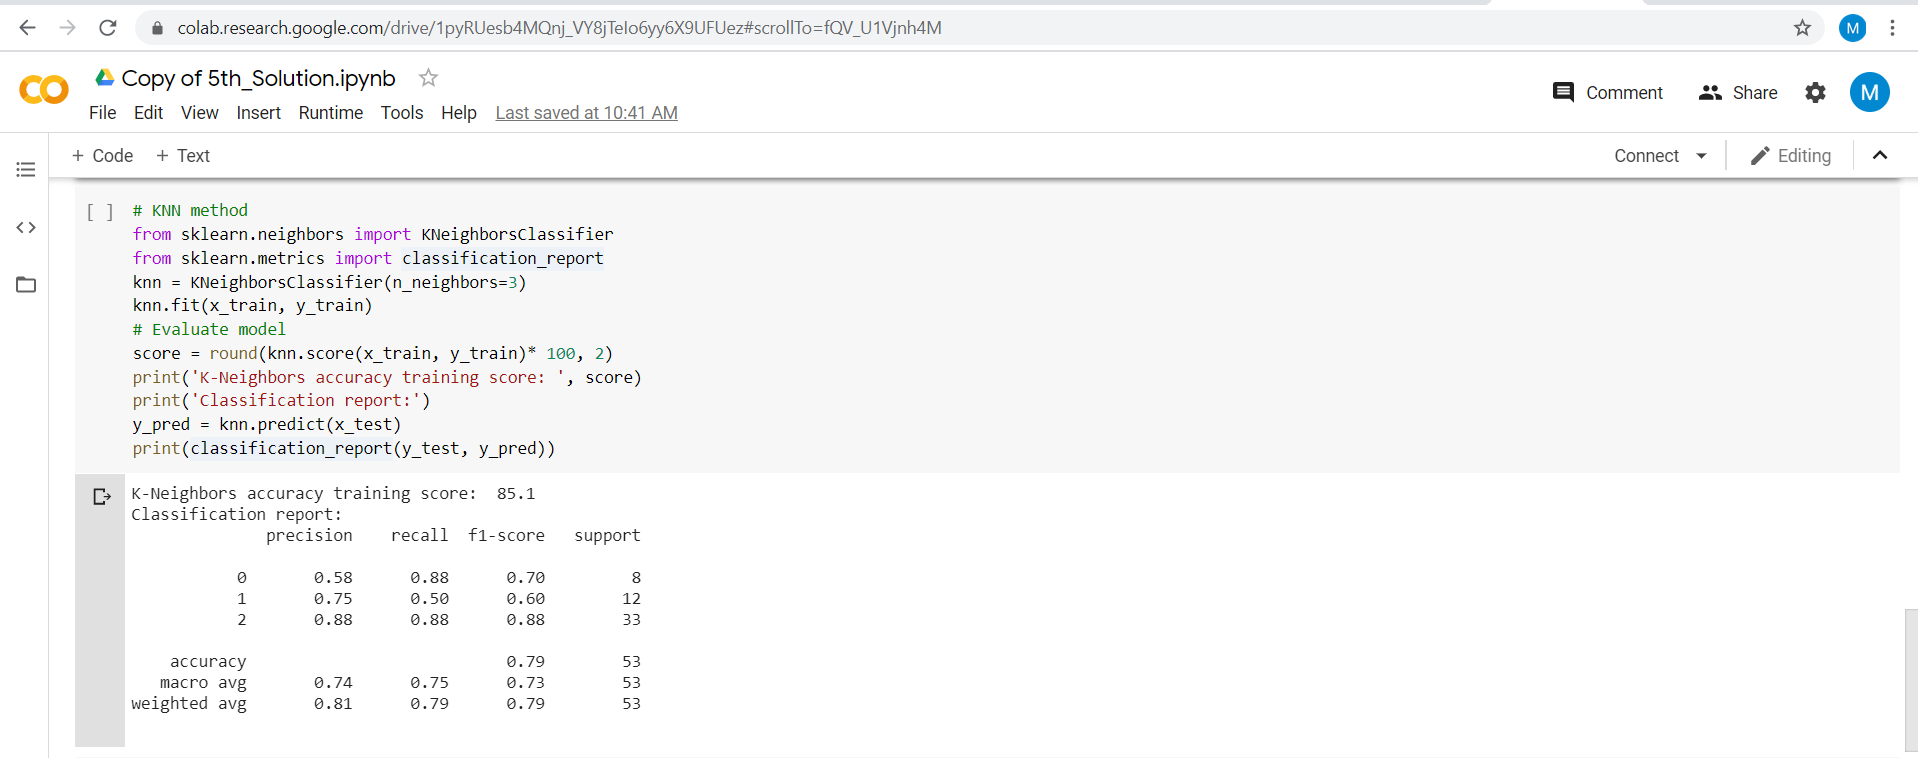 colab.research.google.com/drive/1pyRUesb4MQnj_VY8jTeIo6yy6X9UFUez#scrollTo=fQV_U1Vjnh4M
M
CO
Copy of 5th_Solution.ipynb
Comment Share M
File Edit View Insert Runtime Tools Help Last saved at 10:41 AM
+ Code + Text Connect Editing
[ ] # KNN method
from sklearn.neighbors import KNeighborsClassifier
from sklearn.metrics import classification_report
knn = KNeighborsClassifier(n_neighbors=3)
knn.fit(x_train, y_train)
# Evaluate model
score = round(knn.score(x_train, y_train)* 100, 2)
print('K-Neighbors accuracy training score: ', score)
print('Classification report:')
y_pred = knn.predict(x_test)
print(classification_report(y_test, y_pred))
K-Neighbors accuracy training score:  85.1
Classification report:
precision recall f1-score support
0 0.58 0.88 0.70 8
1 0.75 0.50 0.60 12
2 0.88 0.88 0.88 33
accuracy 0.79 53
macro avg 0.74 0.75 0.73 53
weighted avg 0.81 0.79 0.79 53